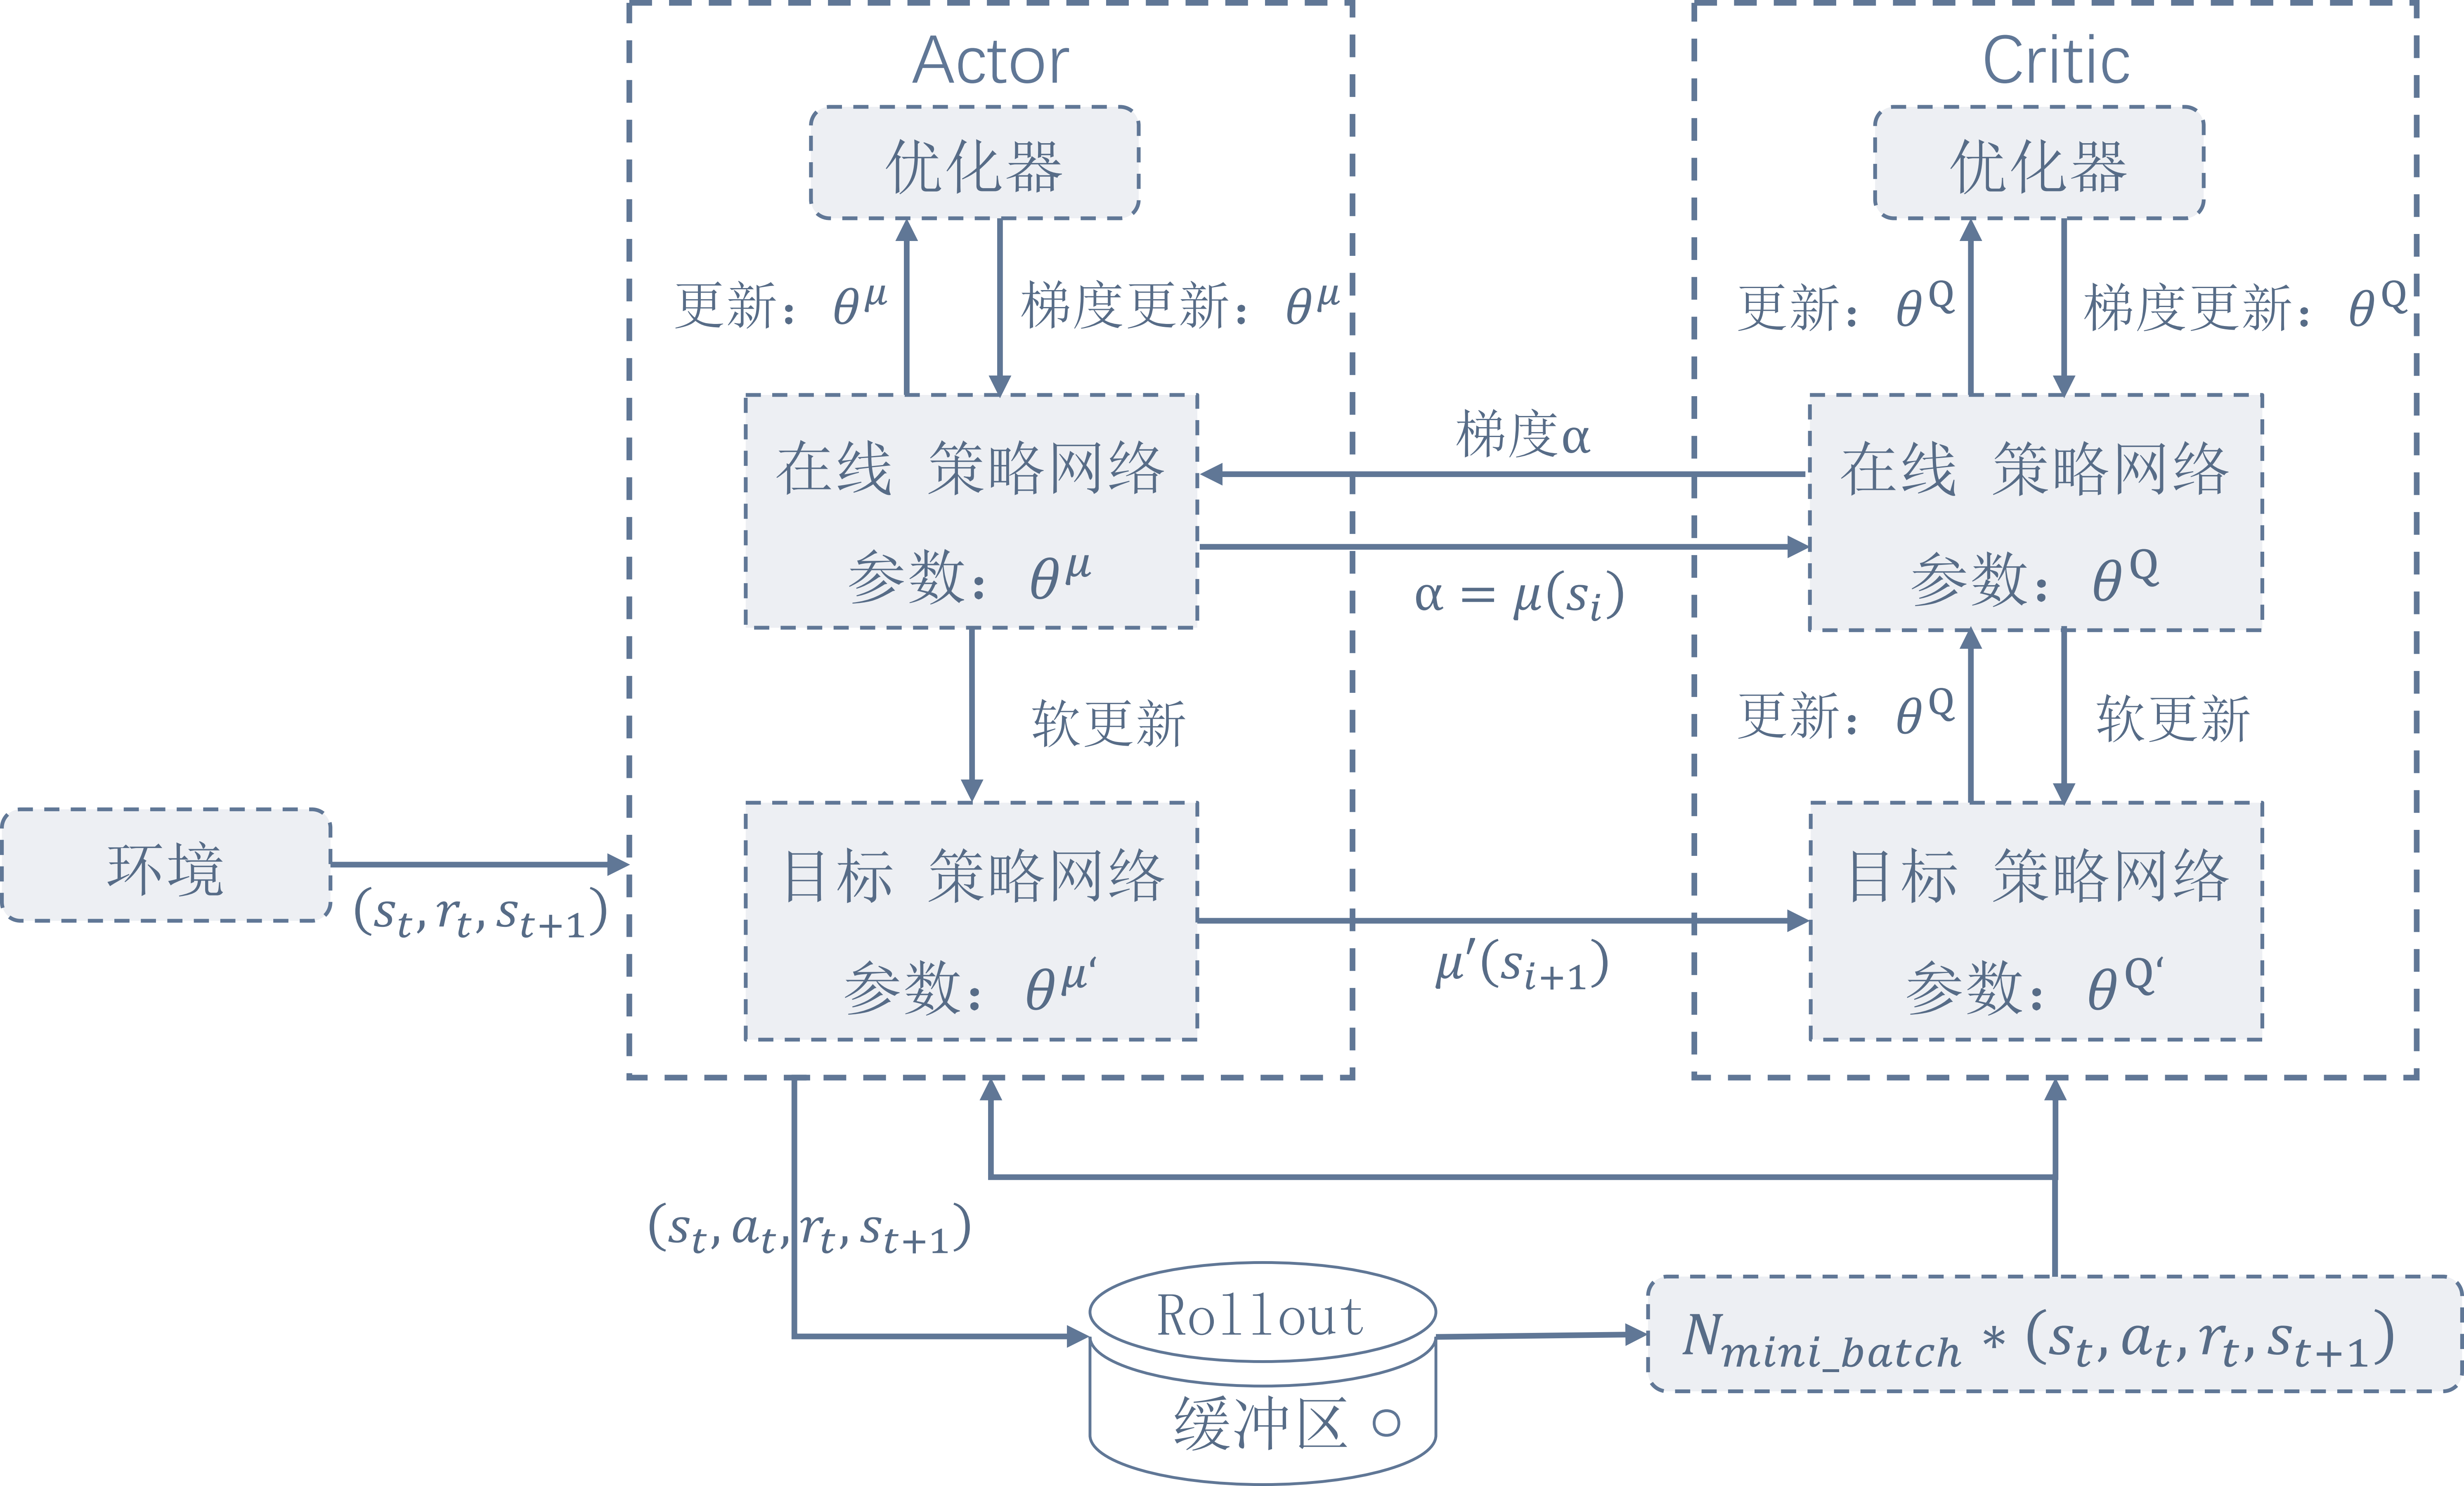 Actor
Critic
优化器
优化器
更新：θ^μ
梯度更新：θ^μ
更新：θ^Q
梯度更新：θ^Q
在线 策略网络
参数：θ^μ
梯度α
α = μ(s_i)
在线 策略网络
参数：θ^Q
软更新
更新：θ^Q
软更新
环境
(s_t, r_t, s_{t+1})
目标 策略网络
参数：θ^μ‘
μ′(s_{i+1})
目标 策略网络
参数：θ^Q‘
(s_t, a_t, r_t, s_{t+1})
Rollout
缓冲区
N_{mini_batch} * (s_t, a_t, r_t, s_{t+1})